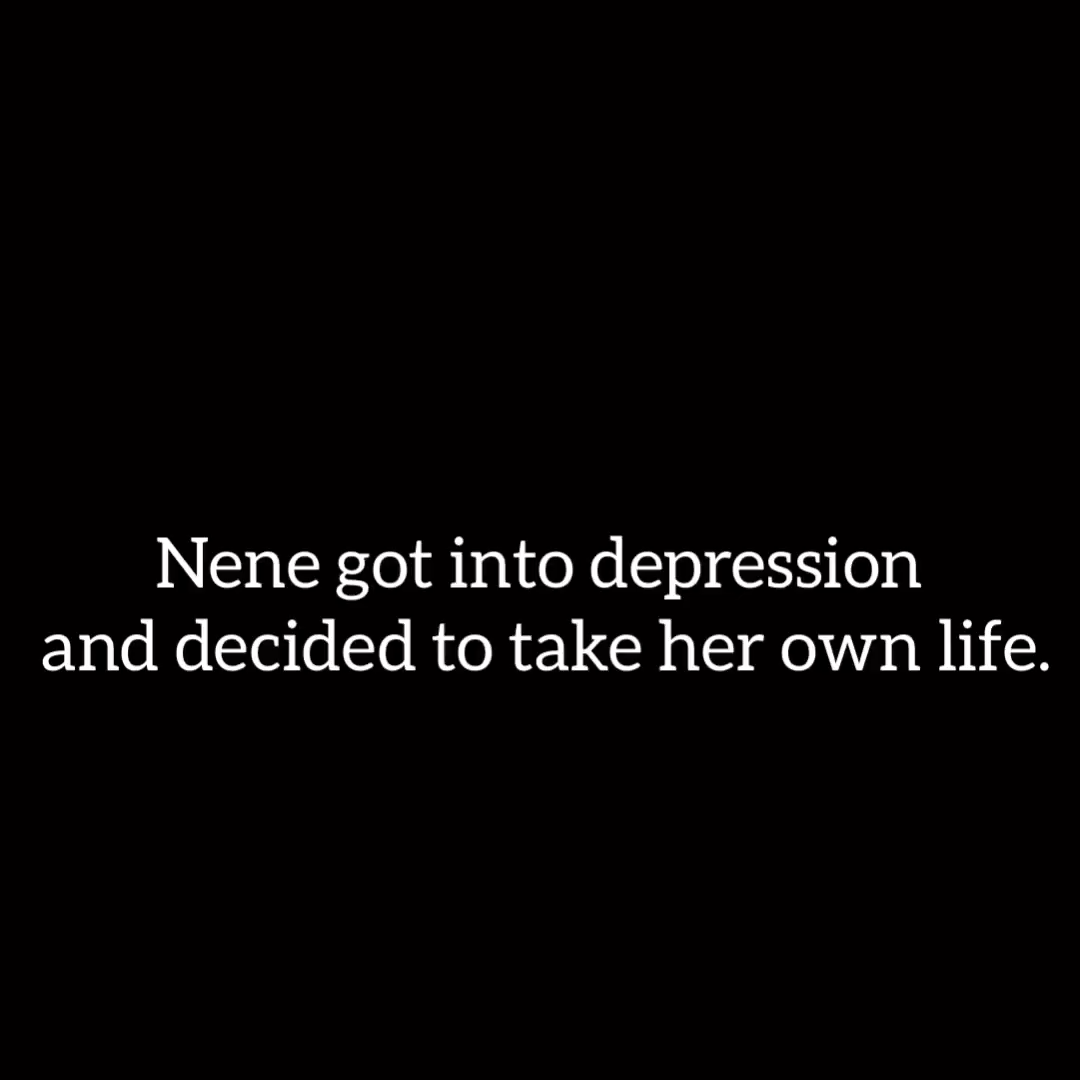 Nene got into depression
and decided to take her own life.